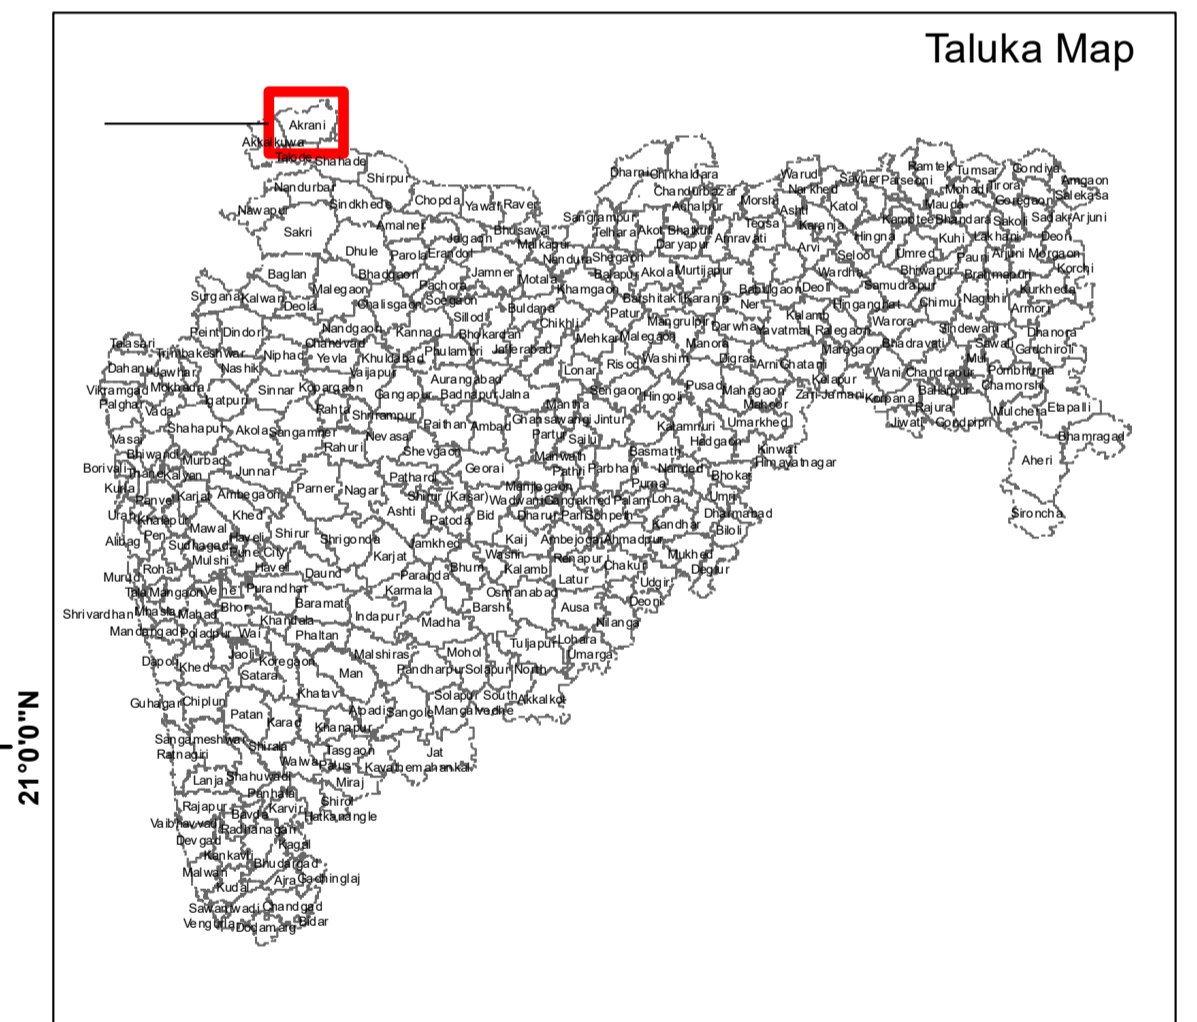 Taluka Map
Akrani
Akkalkuwa
Talode Shahade
Shirpur
Nandurbar
Sindkhede
Chopda Yawal Raver
Nawapur
Sakri
Amalner
Dhule
Parola Erandol
Jalgaon
Bhusawal
Malkapur
Baglan
Malegaon
Bhadgaon
Pachora
Jamner
Motala
Surgana Kalwan
Deola
Chalisgaon
Soegaon
Buldana
Khamgaon
Nandura Shegaon
Sangrampur
Telhara Akot Bhatkuli
Daryapur
Dharni Chikhaldara
Chandurbazar
Achalpur
Morshi
Warud
Narkhed
Ashti
Katol
Savner Parseoni
Ramtek
Tumsar
Gondiya
Amgaon
Salekasa
Mohadi
Tirora
Goregaon
Mauda
Kamptee Bhandara
Sakoli
Arjuni
Karanja
Hingna
Kuhi
Lakhani
Deori
Amravati
Arvi
Seloo
Umred
Pauni
Arjuni Morgaon
Korchi
Balapur Akola Murtijapur
Wardha
Bhiwapur
Brahmapuri
Samudrapur
Kurkheda
Barshitakli Karanja
Babulgaon
Ner
Hinganghat
Chimur
Nagbhir
Armori
Patur
Mangrulpir
Darwha
Kalamb
Yavatmal Ralegaon
Warora
Sindewahi
Dhanora
Mehkar Malegaon
Manora
Maregaon
Bhadravati
Sawali
Gadchiroli
Peint Dindori
Nandgaon
Chandvad
Kannad
Sillod
Bhokardan
Chikhli
Talasari
Trimbakeshwar
Niphad
Yevla
Khuldabad
Phulambri
Jafferabad
Risod
Washim
Digras
Arni Ghatanji
Wani
Chandrapur
Mul
Pombhurna
Dahanu
Jawhar
Nashik
Vaijapur
Lonar
Kelapur
Vikramgad
Mokhada
Sinnar
Kopargaon
Aurangabad
Sengaon
Hingoli
Pusad
Mahagaon
Zari-Jamani
Korpana
Ballarpur
Chamorshi
Palghar
Vada
Igatpuri
Rahta
Gangapur
Badnapur
Jalna
Mantha
Mahoor
Rajura
Mulchera
Etapalli
Shrirampur
Paithan
Ambad
Ghansawangi
Jintur
Kalamnuri
Umarkhed
Jiwati
Gondpipri
Bhamragad
Shahapur
Akola
Sangamner
Nevasa
Partur
Sailu
Hadgaon
Vasai
Rahuri
Shevgaon
Manwath
Basmath
Kinwat
Aheri
Bhiwandi
Murbad
Thane
Kalyan
Junnar
Georai
Pathri
Parbhani
Nanded
Himayatnagar
Borivali
Pathardi
Purna
Bhokar
Kurla
Panvel
Karjat
Ambegaon
Parner
Nagar
Shirur (Kasar)
Wadwani
Majalgaon
Gangakhed
Palam
Loha
Umri
Sironcha
Uran
Khalapur
Khed
Ashti
Patoda
Bid
Dharur
Parli
Sonpeth
Kandhar
Dharmabad
Biloli
Alibag
Pen
Mawal
Haveli
Shirur
Shrigonda
Jamkhed
Kaij
Ambejogai
Ahmadpur
Sudhagad
Pune City
Karjat
Washi
Renapur
Mukhed
Roha
Mulshi
Haveli
Daund
Paranda
Bhum
Kalamb
Chakur
Deglur
Murud
Latur
Udgir
Tala
Mangaon
Velhe
Purandhar
Karmala
Osmanabad
Shrivardhan
Mhasla
Mahad
Bhor
Baramati
Barshi
Ausa
Deoni
Khandala
Indapur
Madha
Nilanga
Mandangad
Poladpur
Wai
Phaltan
Tuljapur
Lohara
Dapoli
Khed
Jaoli
Koregaon
Malshiras
Mohol
Umarga
Satara
Man
Pandharpur
Solapur North
Guhagar
Chiplun
Khatav
Solapur South
Akkalkot
Patan
Atpadi
Sangole
Mangalvedhe
Karad
Khanapur
Sangameshwar
Ratnagiri
Shirala
Tasgaon
Jat
Walwa
Palus
Kavathemahankal
Lanja
Shahuwadi
Miraj
Panhala
Rajapur
Bavda
Karvir
Shirol
Hatkanangle
Vaibhavvadi
Radhanagari
Devgad
Kagal
Kankavli
Bhudargad
Malwan
Kudal
Ajra
Gadhinglaj
Sawantwadi
Chandgad
Vengurla
Dodamarg
Bidar
21°0'0"N